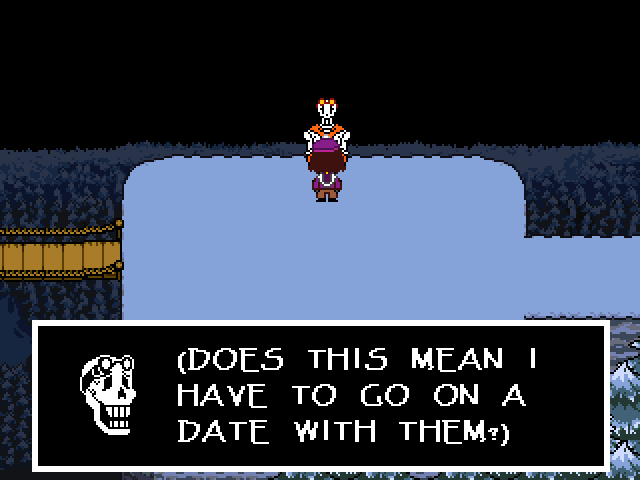 (DOES THIS MEAN I
HAVE TO GO ON A
DATE WITH THEM?)